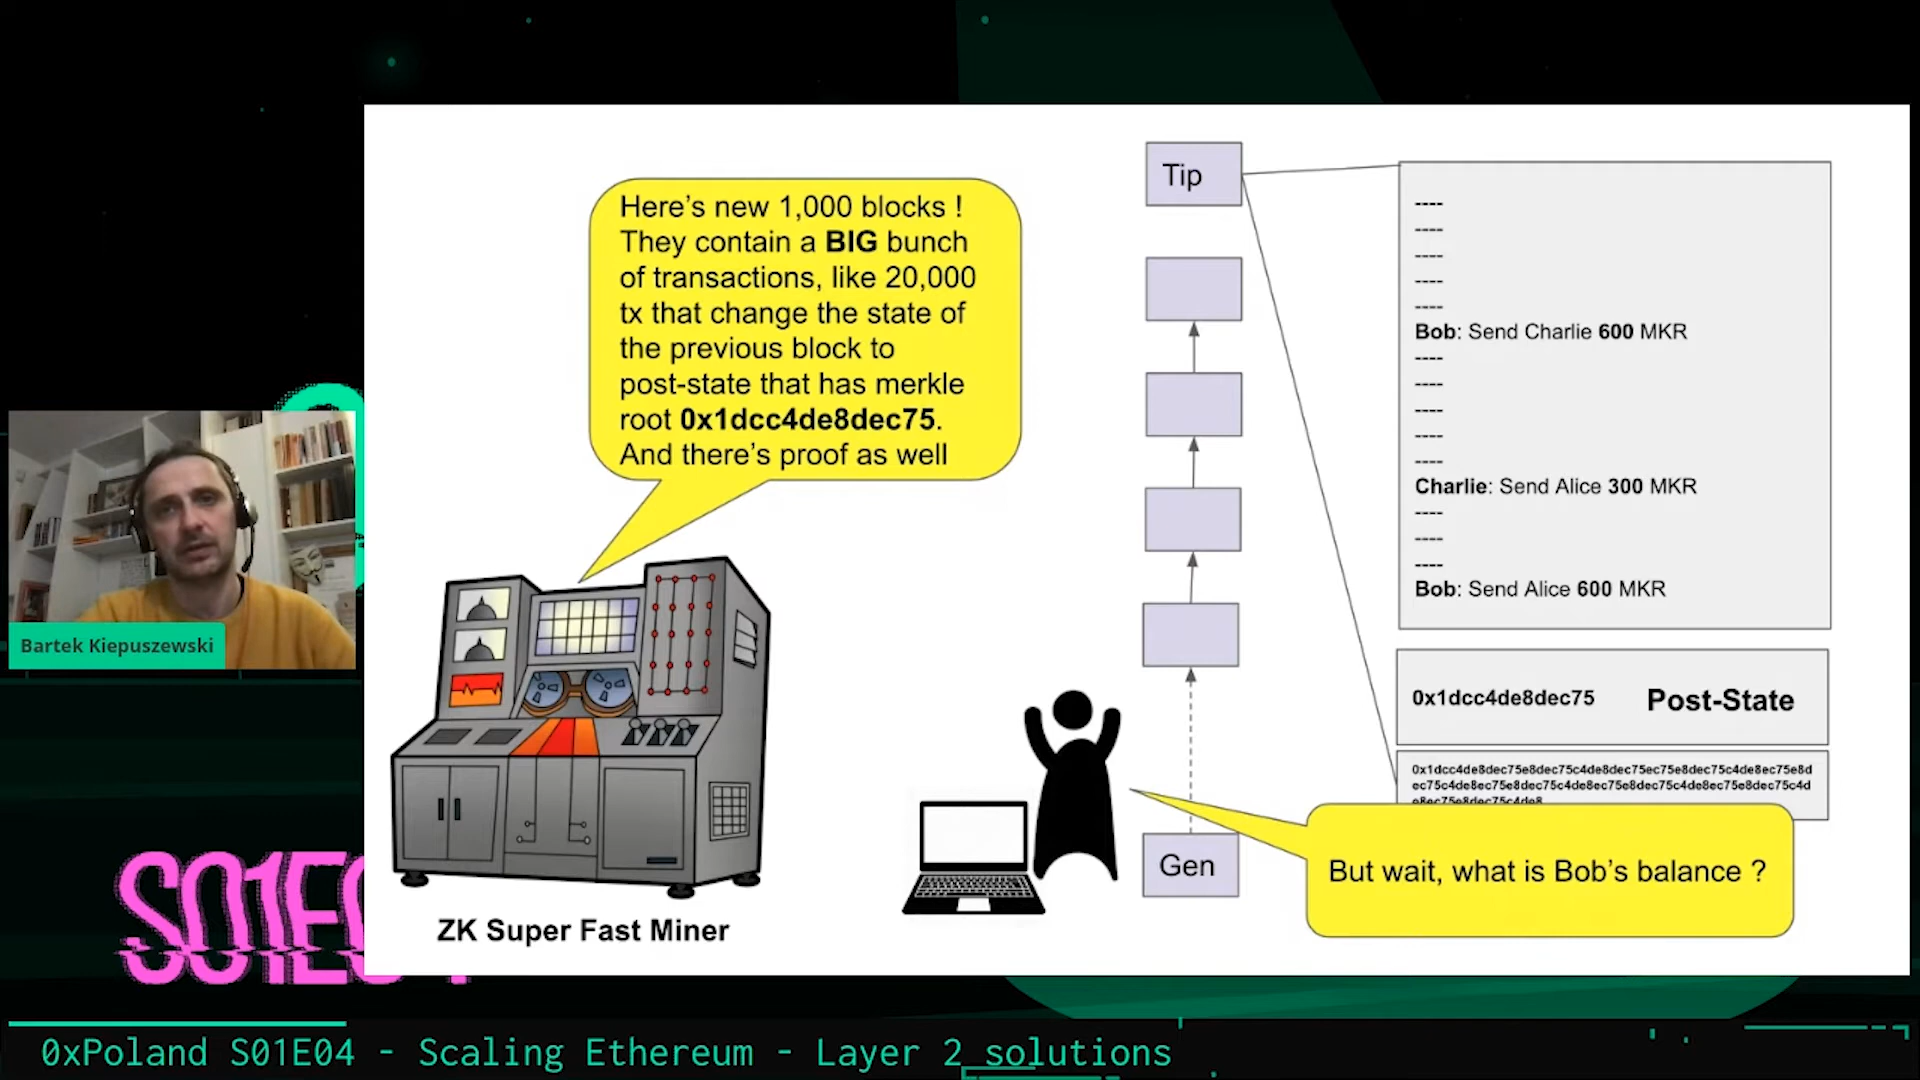 Here's new 1,000 blocks !
They contain a BIG bunch
of transactions, like 20,000
tx that change the state of
the previous block to
post-state that has merkle
root 0x1dcc4de8dec75.
And there's proof as well
ZK Super Fast Miner
Tip
Gen
----
----
----
----
----
Bob: Send Charlie 600 MKR
----
----
----
----
----
Charlie: Send Alice 300 MKR
----
----
----
Bob: Send Alice 600 MKR
0x1dcc4de8dec75 Post-State
0x1dcc4de8dec75e8dec75c4de8dec75ec75e8dec75c4de8ec75e8d
ec75c4de8ec75e8dec75c4de8ec75e8dec75c4de8ec75e8dec75c4d
e8ec75e8dec75c4de8
But wait, what is Bob's balance ?
Bartek Kiepuszewski
0xPoland S01E04 - Scaling Ethereum - Layer 2 solutions